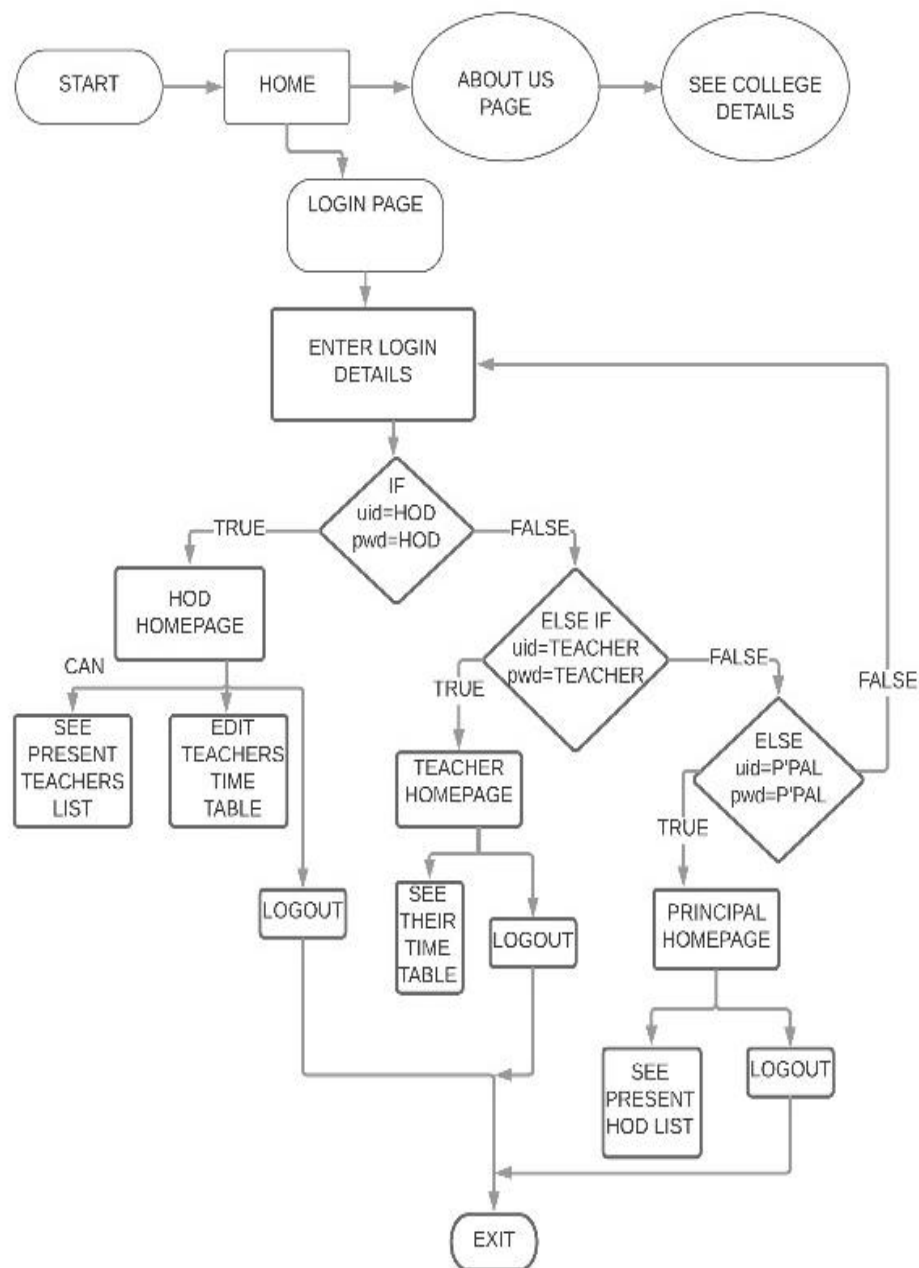 START
HOME
ABOUT US
PAGE
SEE COLLEGE
DETAILS
LOGIN PAGE
ENTER LOGIN
DETAILS
IF
uid=HOD
pwd=HOD
TRUE
FALSE
HOD
HOMEPAGE
ELSE IF
uid=TEACHER
pwd=TEACHER
CAN
TRUE
FALSE
FALSE
SEE
PRESENT
TEACHERS
LIST
EDIT
TEACHERS
TIME
TABLE
TEACHER
HOMEPAGE
ELSE
uid=P'PAL
pwd=P'PAL
TRUE
LOGOUT
SEE
THEIR
TIME
TABLE
LOGOUT
PRINCIPAL
HOMEPAGE
SEE
PRESENT
HOD LIST
LOGOUT
EXIT